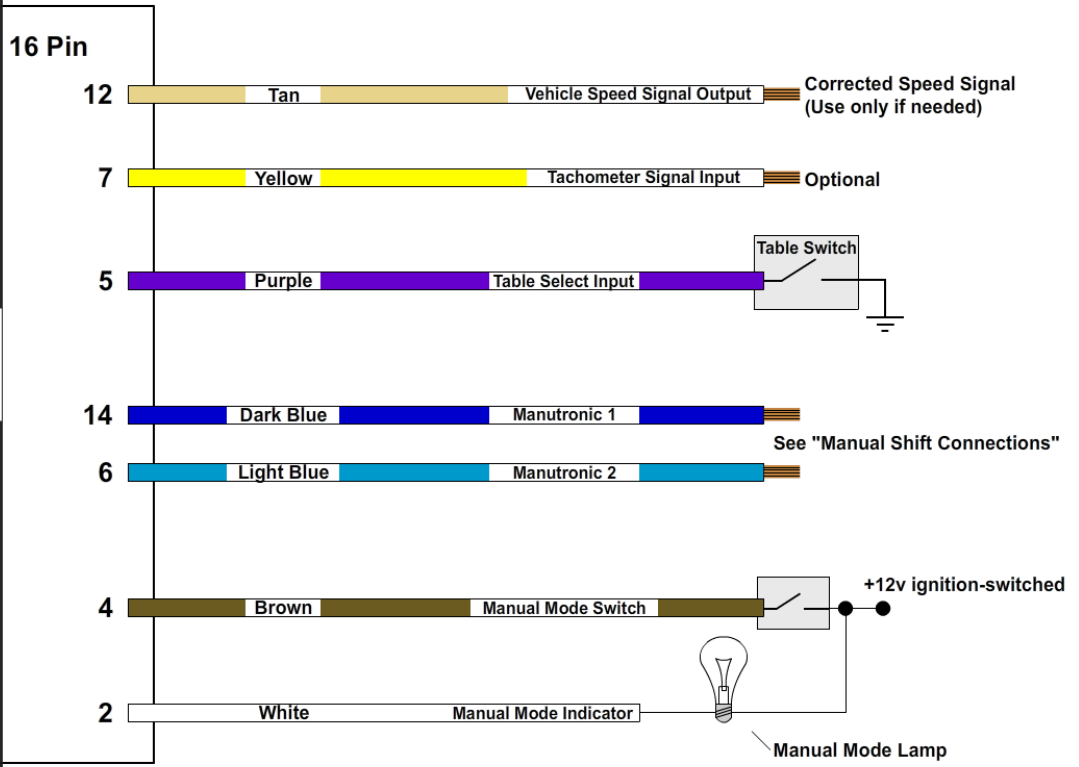 16 Pin
12 Tan Vehicle Speed Signal Output Corrected Speed Signal
(Use only if needed)
7 Yellow Tachometer Signal Input Optional
Table Switch
5 Purple Table Select Input
14 Dark Blue Manutronic 1
See "Manual Shift Connections"
6 Light Blue Manutronic 2
+12v ignition-switched
4 Brown Manual Mode Switch
2 White Manual Mode Indicator
Manual Mode Lamp